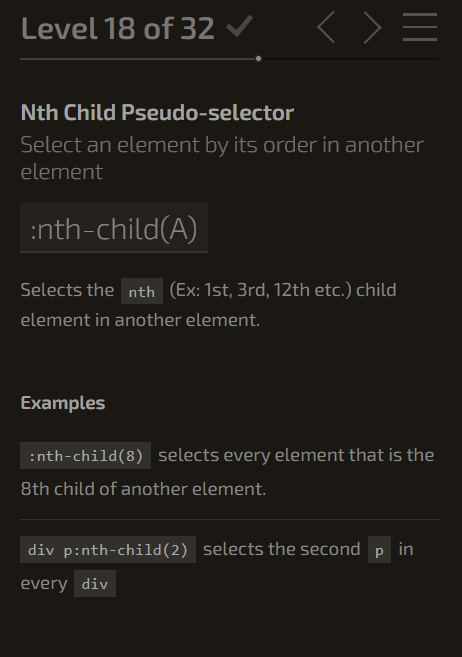 Level 18 of 32
Nth Child Pseudo-selector
Select an element by its order in another
element
:nth-child(A)
Selects the nth (Ex: 1st, 3rd, 12th etc.) child
element in another element.
Examples
:nth-child(8) selects every element that is the
8th child of another element.
div p:nth-child(2) selects the second p in
every div